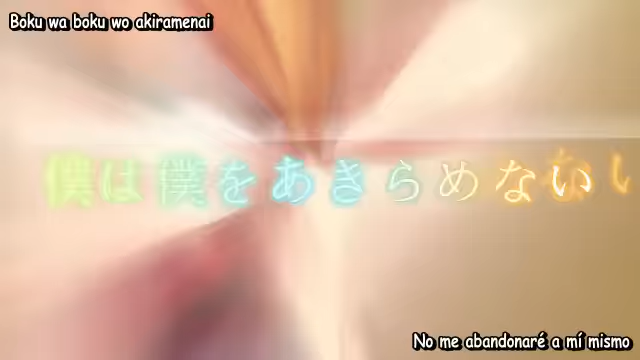 Boku wa boku wo akiramenai
僕は僕をあきらめない
No me abandonaré a mí mismo